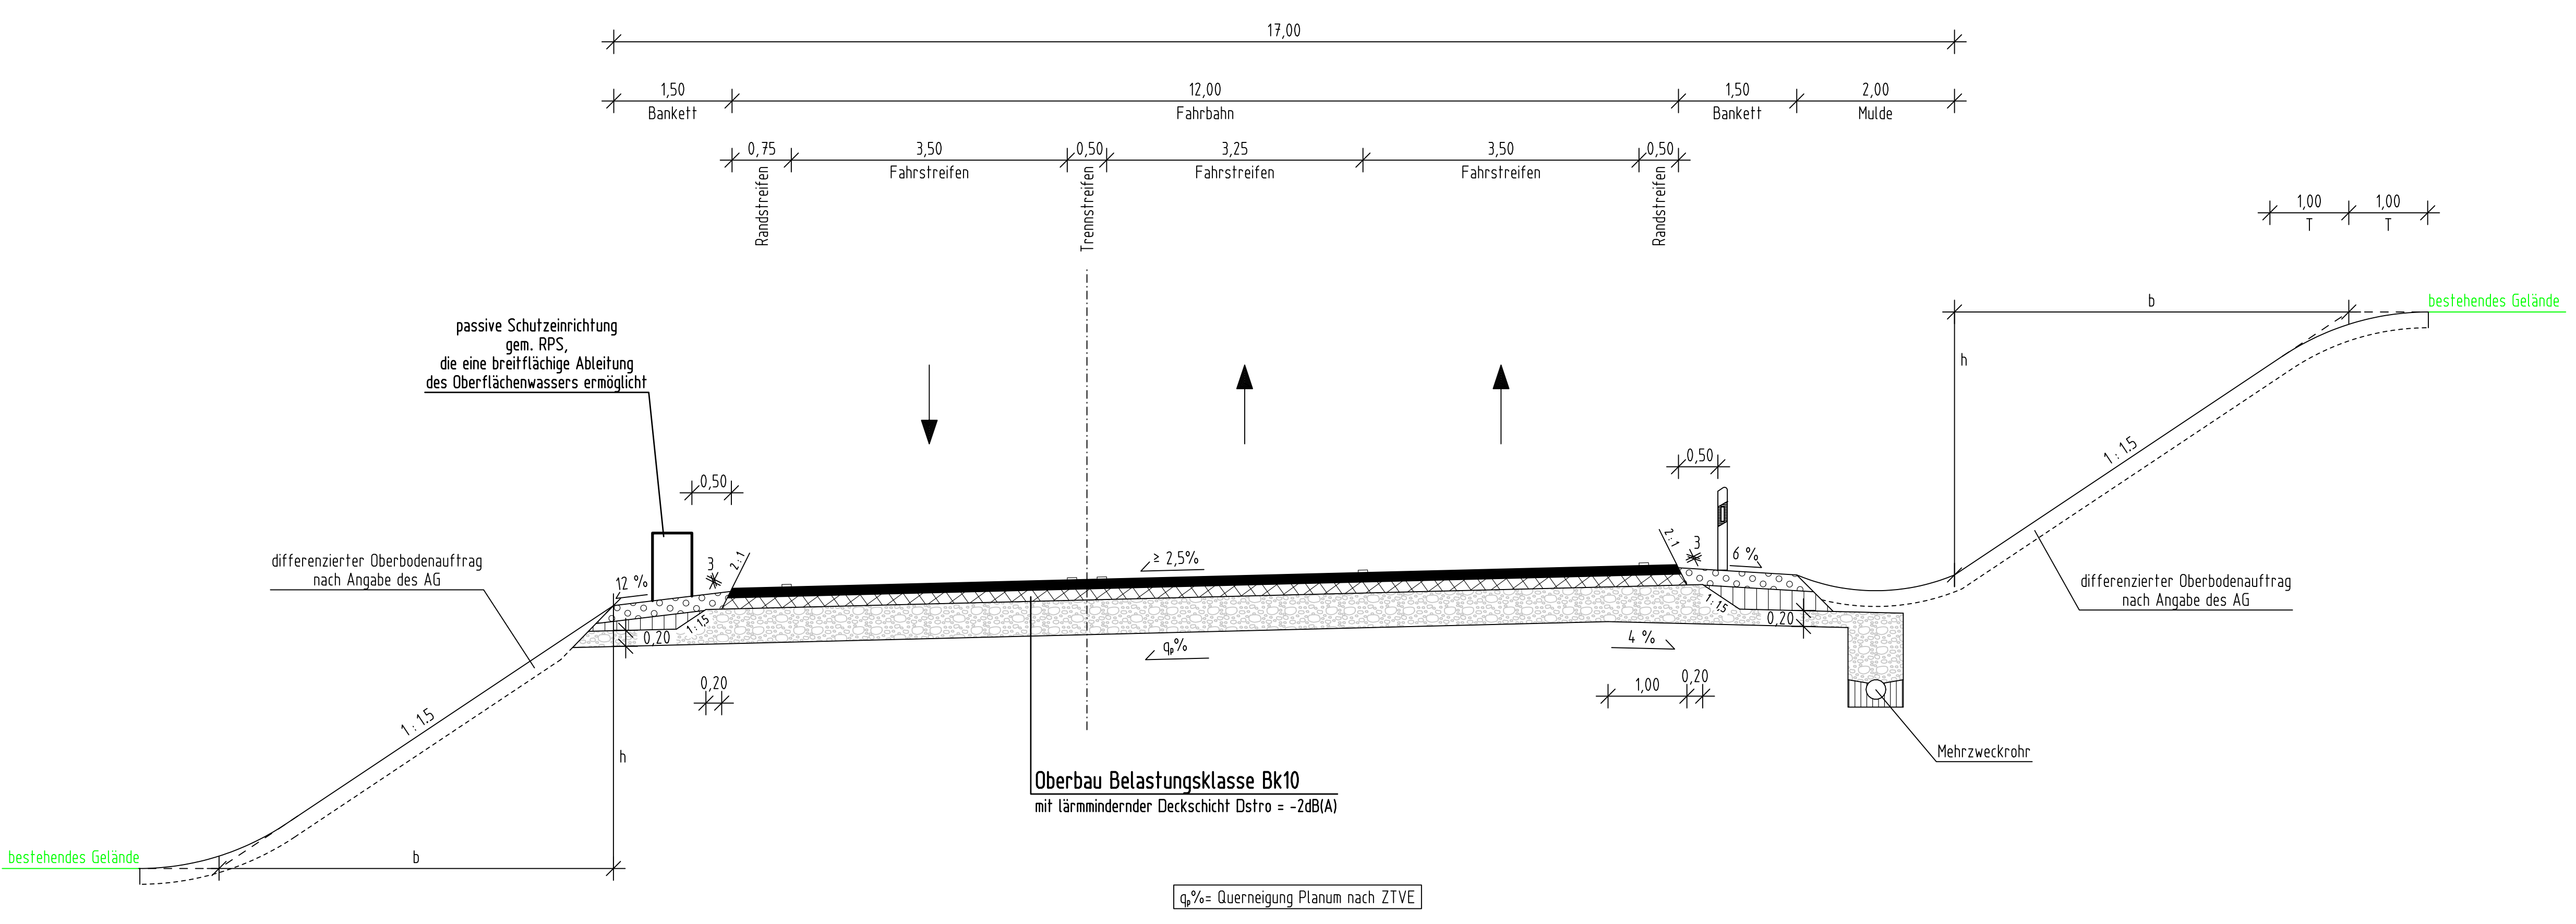 17,00
1,50
12,00
1,50
2,00
Bankett
Fahrbahn
Bankett
Mulde
0,75
3,50
0,50
3,25
3,50
0,50
Randstreifen
Fahrstreifen
Trennstreifen
Fahrstreifen
Fahrstreifen
Randstreifen
1,00
1,00
T
T
b
bestehendes Gelände
h
passive Schutzeinrichtung
gem. RPS,
die eine breitflächige Ableitung
des Oberflächenwassers ermöglicht
1 : 1.5
0,50
0,50
differenzierter Oberbodenauftrag
nach Angabe des AG
12 %
3
2:1
≥ 2,5%
2:1
3
6 %
differenzierter Oberbodenauftrag
nach Angabe des AG
0,20
1:1.5
1:1.5
0,20
qₚ%
4 %
0,20
1,00
0,20
1 : 1.5
h
Mehrzweckrohr
Oberbau Belastungsklasse Bk10
mit lärmmindernder Deckschicht Dstro = -2dB(A)
bestehendes Gelände
b
qₚ%= Querneigung Planum nach ZTVE